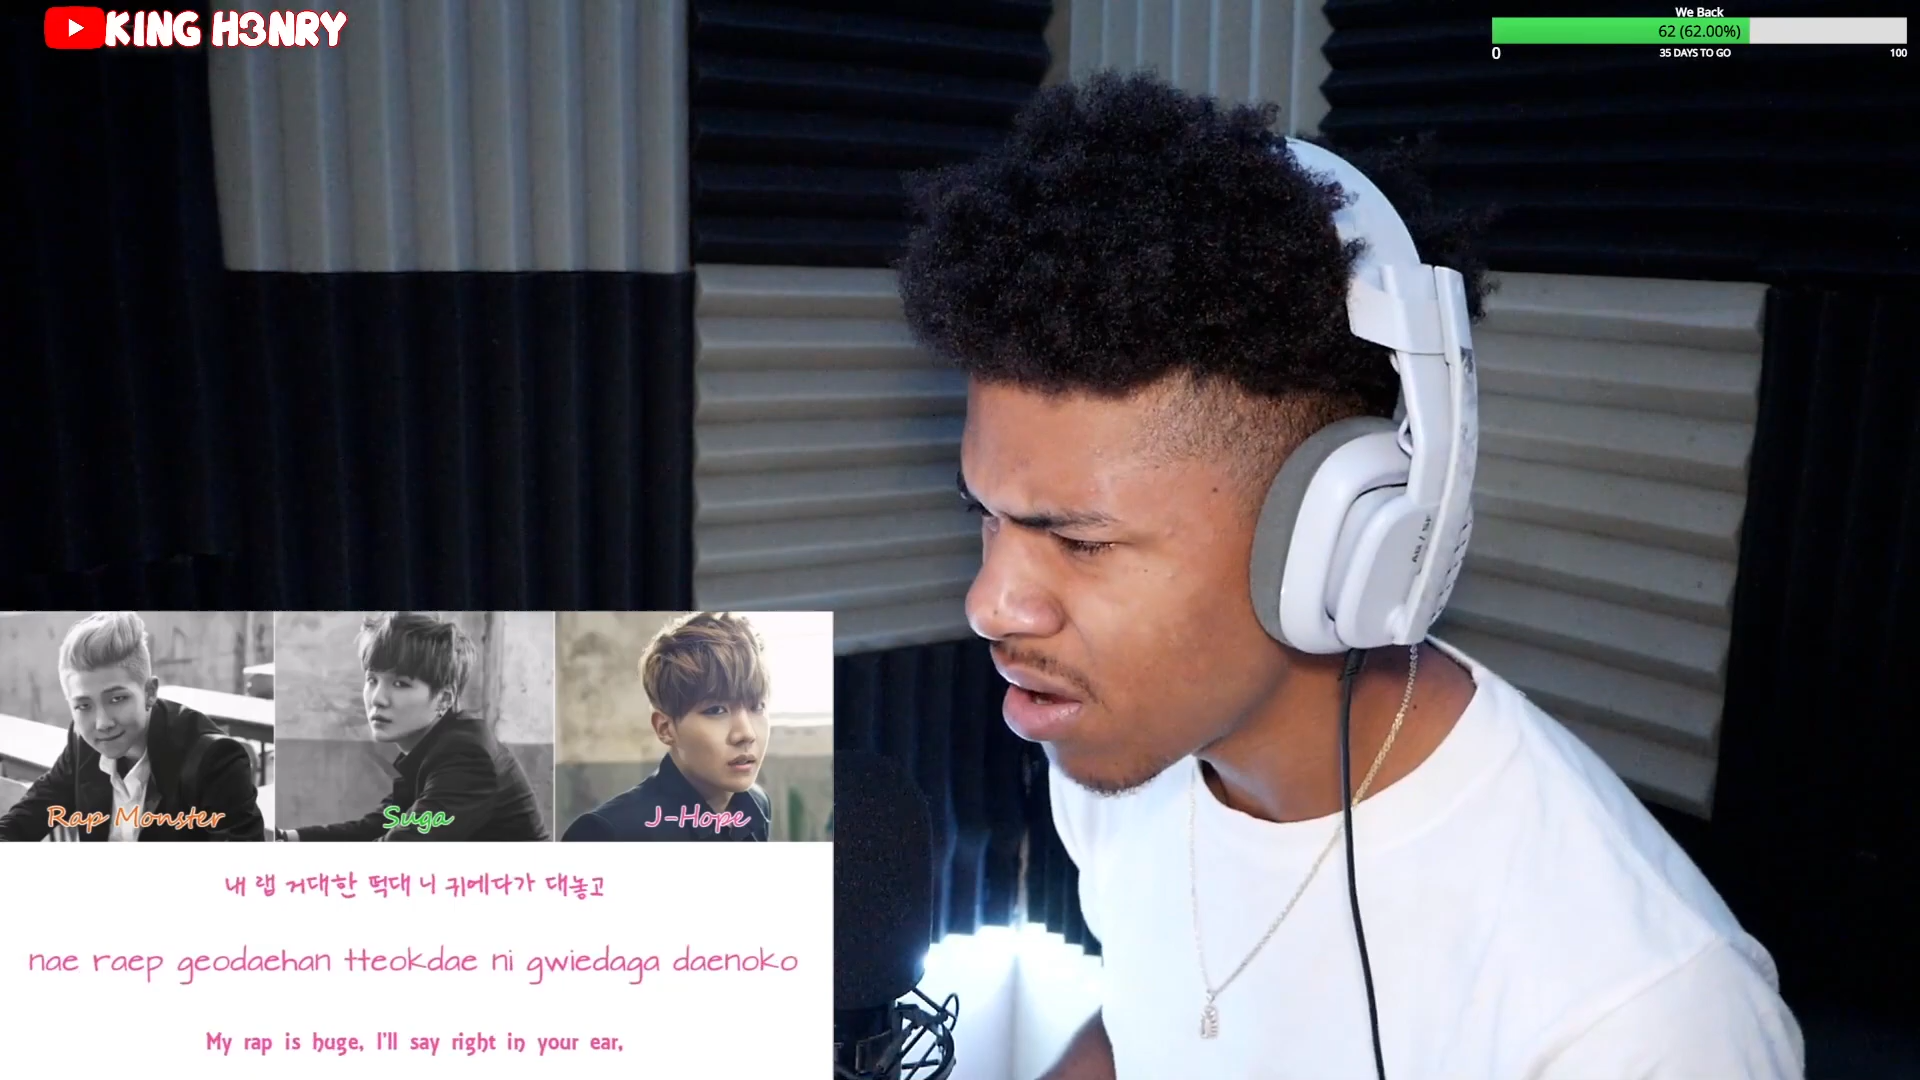 KING H3NRY
We Back
62 (62.00%)
0
35 DAYS TO GO
100
A10 / SP
Rap Monster
Suga
J-Hope
내 랩 거대한 떡대 니 귀에다가 대놓고
nae raep geodaehan tteokdae ni gwiedaga daenoko
My rap is huge, I'll say right in your ear,